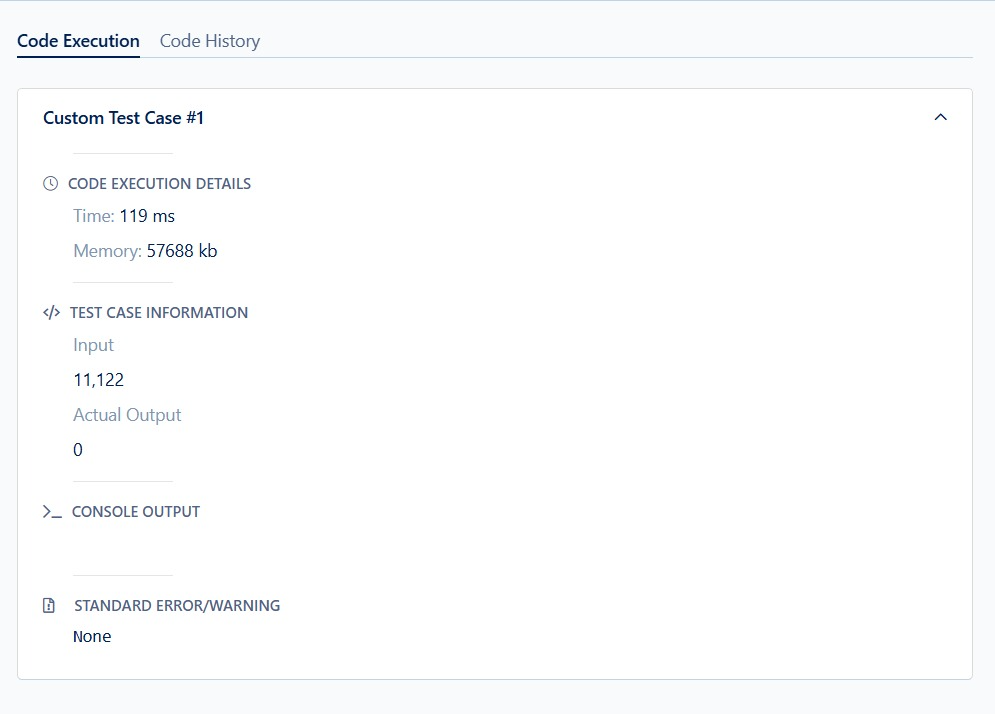 Code Execution Code History
Custom Test Case #1
CODE EXECUTION DETAILS
Time: 119 ms
Memory: 57688 kb
TEST CASE INFORMATION
Input
11,122
Actual Output
0
CONSOLE OUTPUT
STANDARD ERROR/WARNING
None